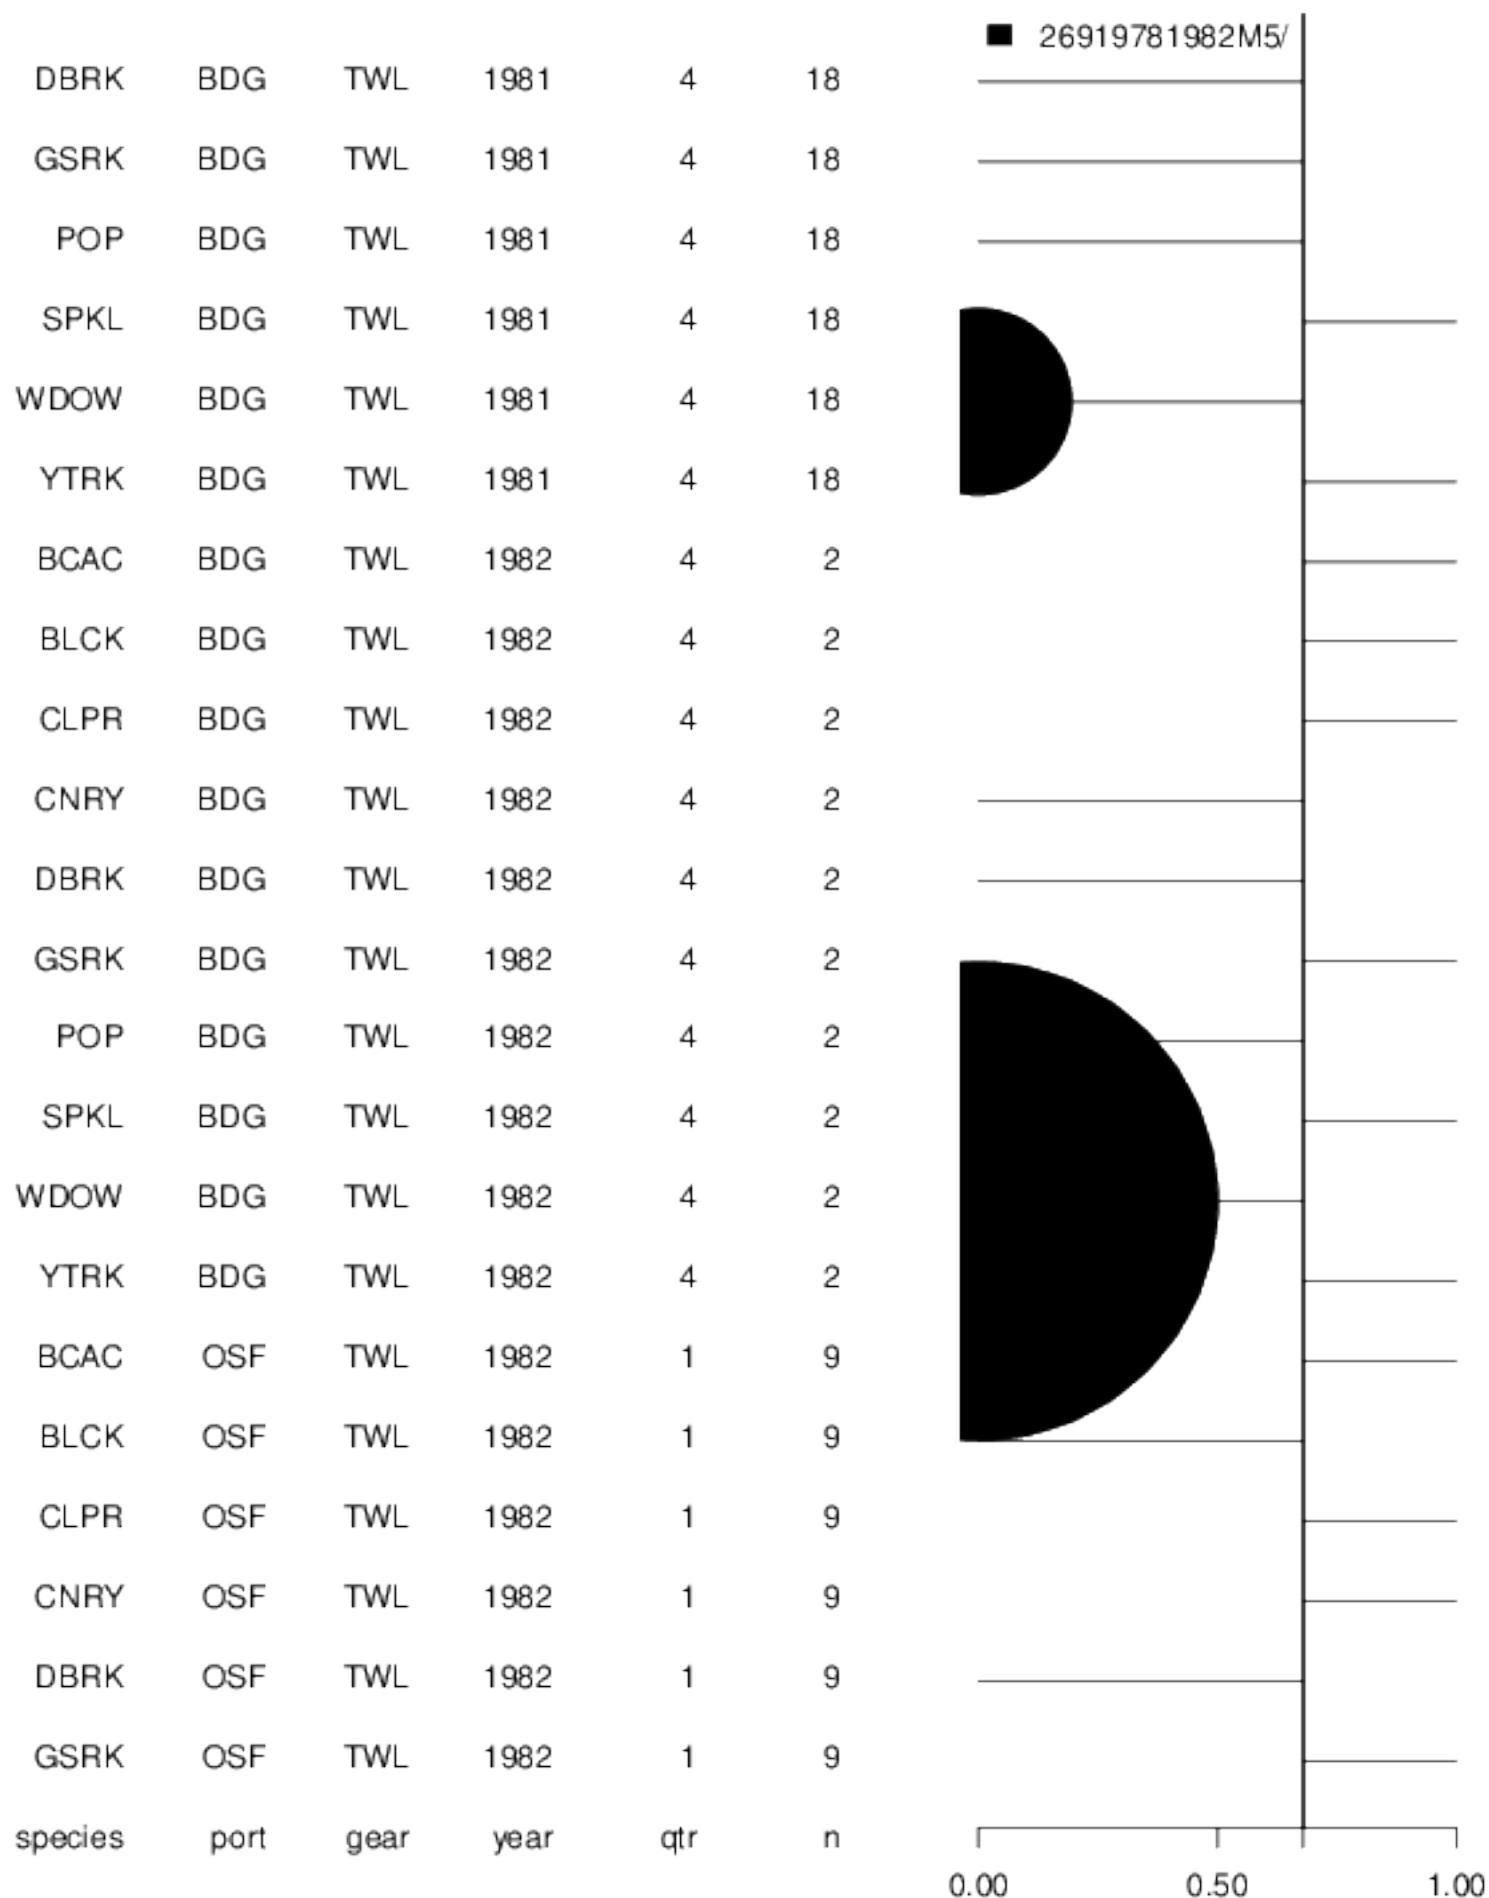 26919781982M5/
DBRK BDG TWL 1981 4 18
GSRK BDG TWL 1981 4 18
POP BDG TWL 1981 4 18
SPKL BDG TWL 1981 4 18
WDOW BDG TWL 1981 4 18
YTRK BDG TWL 1981 4 18
BCAC BDG TWL 1982 4 2
BLCK BDG TWL 1982 4 2
CLPR BDG TWL 1982 4 2
CNRY BDG TWL 1982 4 2
DBRK BDG TWL 1982 4 2
GSRK BDG TWL 1982 4 2
POP BDG TWL 1982 4 2
SPKL BDG TWL 1982 4 2
WDOW BDG TWL 1982 4 2
YTRK BDG TWL 1982 4 2
BCAC OSF TWL 1982 1 9
BLCK OSF TWL 1982 1 9
CLPR OSF TWL 1982 1 9
CNRY OSF TWL 1982 1 9
DBRK OSF TWL 1982 1 9
GSRK OSF TWL 1982 1 9
species port gear year qtr n
0.00 0.50 1.00